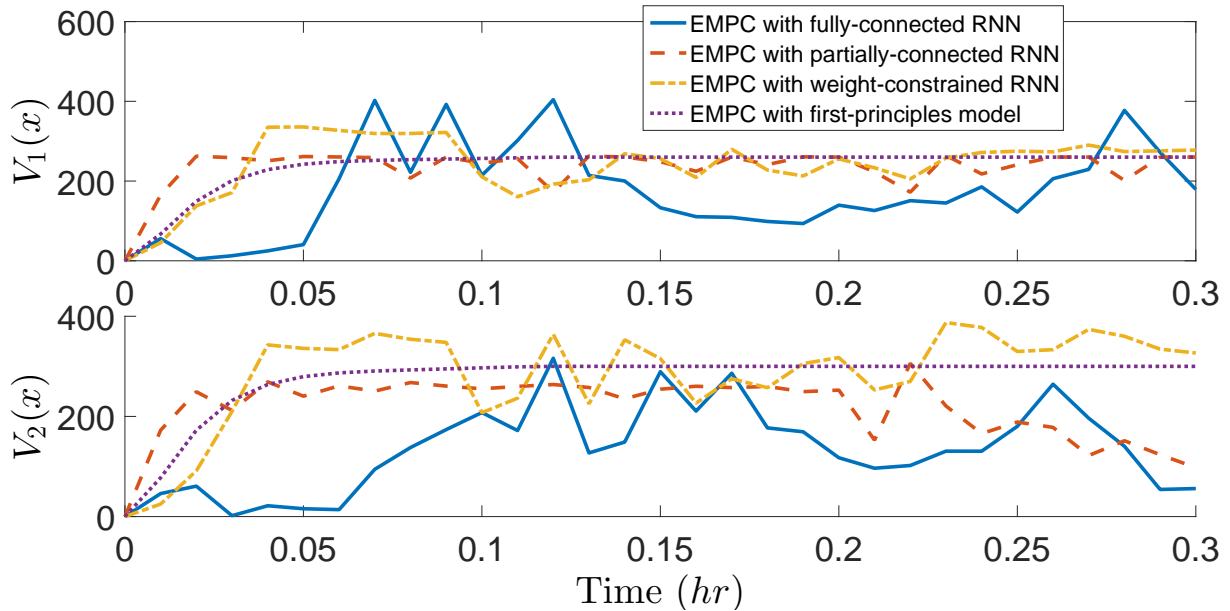 600
EMPC with fully-connected RNN
EMPC with partially-connected RNN
EMPC with weight-constrained RNN
EMPC with first-principles model
400
200
0
V₁(x)
0 0.05 0.1 0.15 0.2 0.25 0.3
400
200
0
V₂(x)
0 0.05 0.1 0.15 0.2 0.25 0.3
Time (hr)